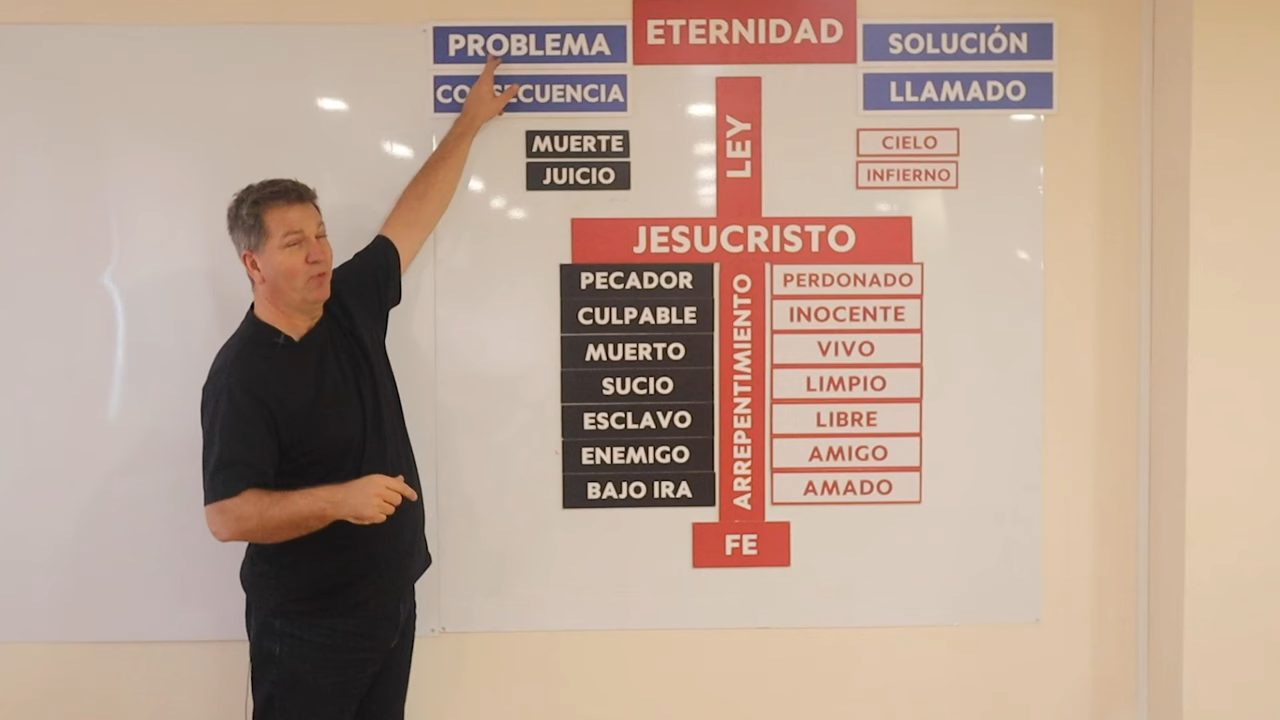 ETERNIDAD
PROBLEMA
CONSECUENCIA
SOLUCIÓN
LLAMADO
MUERTE
JUICIO
LEY
CIELO
INFIERNO
JESUCRISTO
PECADOR
CULPABLE
MUERTO
SUCIO
ESCLAVO
ENEMIGO
BAJO IRA
ARREPENTIMIENTO
PERDONADO
INOCENTE
VIVO
LIMPIO
LIBRE
AMIGO
AMADO
FE